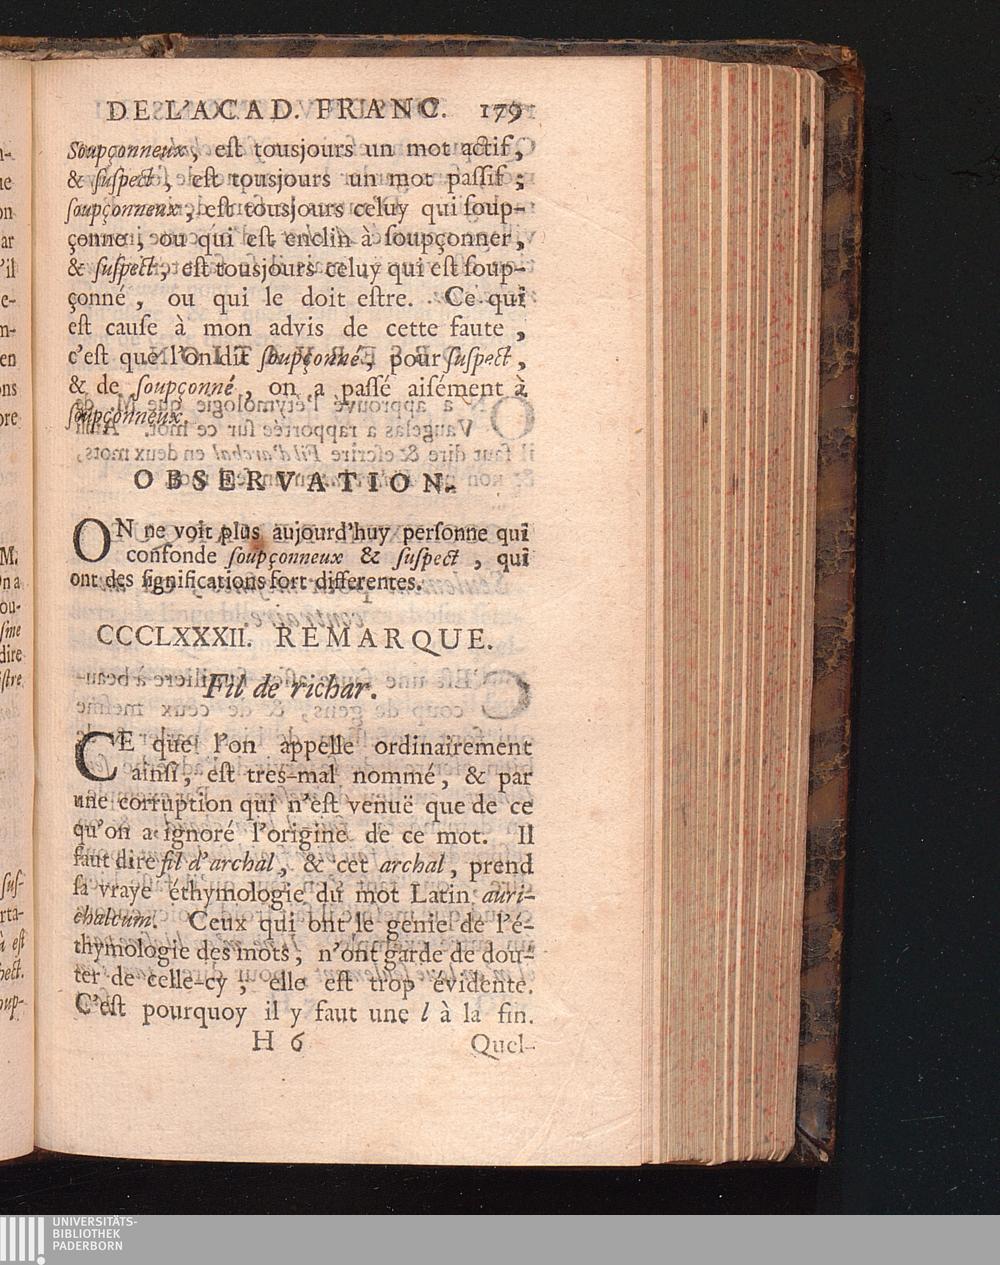 DE L'ACAD. FRANC. 179
Soupçonneux, eſt tousjours un mot actif,
& ſuſpect, eſt tousjours un mot paſſif ;
ſoupçonneux, eſt tousjours celuy qui ſoup-
çonne, ou qui eſt enclin à ſoupçonner,
& ſuſpect, eſt tousjours celuy qui eſt ſoup-
çonné, ou qui le doit eſtre. Ce qui
eſt cauſe à mon advis de cette faute,
c'eſt que l'on dit ſoupçonné, pour ſuſpect,
& de ſoupçonné, on a paſſé aiſément à
ſoupçonneux.
OBSERVATION.
ON ne voit plus aujourd'huy perſonne qui
confonde ſoupçonneux & ſuſpect, qui
ont des ſignifications fort differentes.
CCCLXXXII. REMARQUE.
Fil de richar.
CE que l'on appelle ordinairement
ainſi, eſt tres-mal nommé, & par
une corruption qui n'eſt venuë que de ce
qu'on a ignoré l'origine de ce mot. Il
faut dire fil d'archal, & cet archal, prend
ſa vraye éthymologie du mot Latin auri-
chalcum. Ceux qui ont le genie de l'é-
thymologie des mots, n'ont garde de dou-
ter de celle-cy ; elle eſt trop évidente.
C'eſt pourquoy il y faut une l à la fin.
H 6 Quel-
UNIVERSITÄTS-
BIBLIOTHEK
PADERBORN